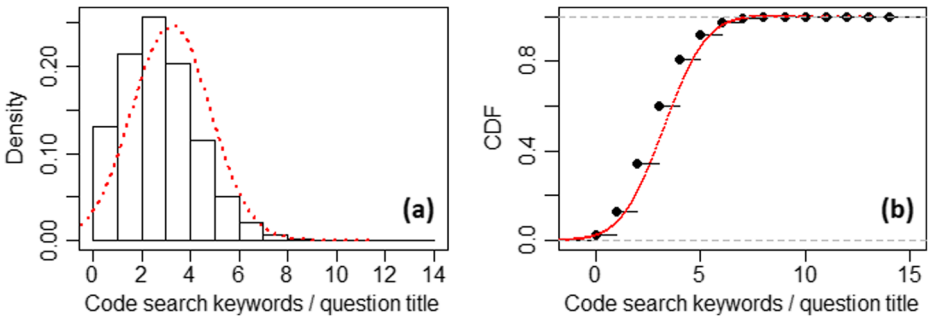 Density
0.00 0.10 0.20
(a)
0 2 4 6 8 10 12 14
Code search keywords / question title
CDF
0.0 0.4 0.8
(b)
0 5 10 15
Code search keywords / question title